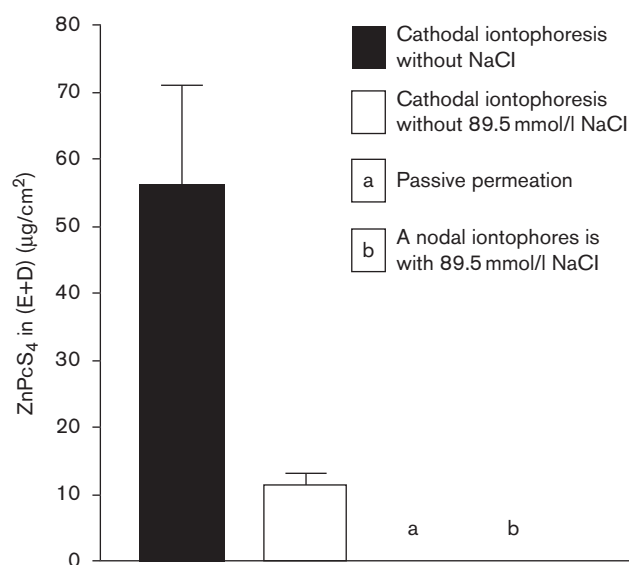 80
70
60
50
40
30
20
10
0
ZnPcS4 in (E+D) (μg/cm2)
Cathodal iontophoresis
without NaCl
Cathodal iontophoresis
without 89.5 mmol/l NaCl
a Passive permeation
b A nodal iontophores is
with 89.5 mmol/l NaCl
a b